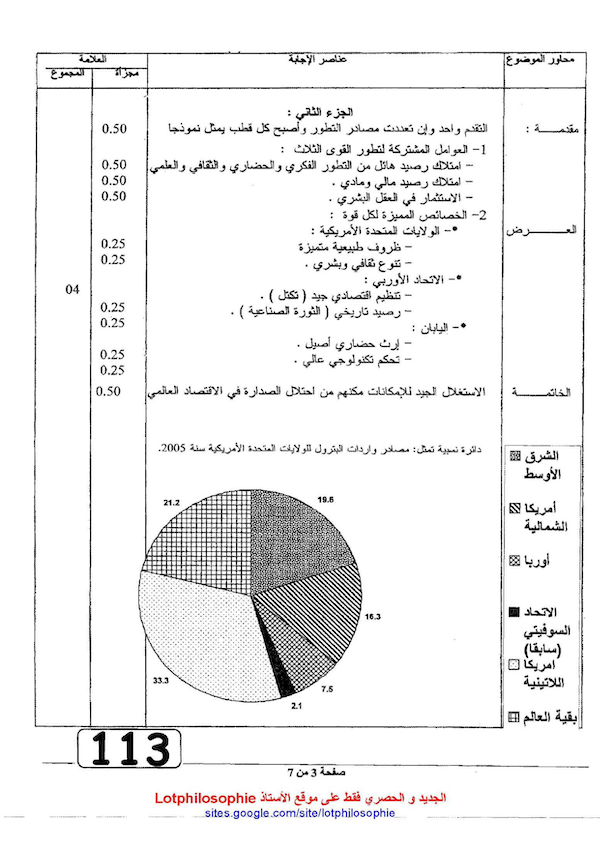 محاور الموضوع
عناصر الإجابة
العلامة
مجزأة
المجموع
الجزء الثاني :
مقدمـــــة :
التقدم واحد وإن تعددت مصادر التطور وأصبح كل قطب يمثل نموذجا
0.50
1- العوامل المشتركة لتطور القوى الثلاث :
– امتلاك رصيد هائل من التطور الفكري والحضاري والثقافي والعلمي
0.50
– امتلاك رصيد مالي ومادي .
0.50
– الاستثمار في العقل البشري .
0.50
2- الخصائص المميزة لكل قوة :
العـــــــرض
*- الولايات المتحدة الأمريكية :
– ظروف طبيعية متميزة
0.25
– تنوع ثقافي وبشري .
0.25
*- الاتحاد الأوربي :
04
– تنظيم اقتصادي جيد ( تكتل ) .
0.25
– رصيد تاريخي ( الثورة الصناعية ) .
0.25
*- اليابان :
– إرث حضاري أصيل .
0.25
– تحكم تكنولوجي عالي .
0.25
الخاتمـــــــة
الاستغلال الجيد للإمكانات مكنهم من احتلال الصدارة في الاقتصاد العالمي
0.50
دائرة نسبية تمثل: مصادر واردات البترول للولايات المتحدة الأمريكية سنة 2005.
الشرق
الأوسط
أمريكا
الشمالية
أوربا
الاتحاد
السوفيتي
(سابقا)
امريكا
اللاتينية
بقية العالم
19.6
16.3
7.5
2.1
33.3
21.2
113
صفحة 3 من 7
الجديد و الحصري فقط على موقع الأستاذ Lotphilosophie
sites.google.com/site/lotphilosophie